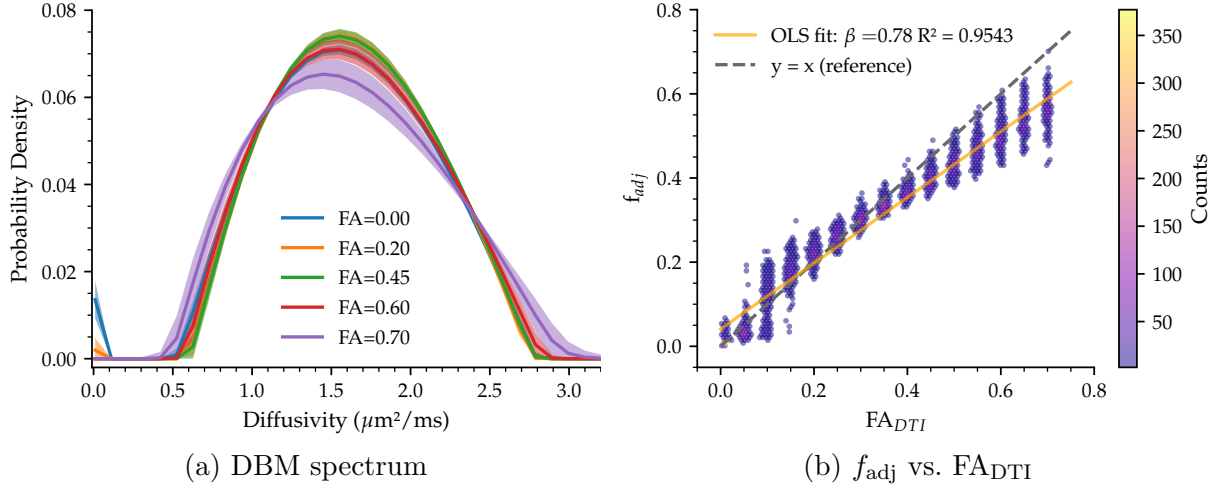 0.08
0.06
0.04
0.02
0.00
Probability Density
FA=0.00
FA=0.20
FA=0.45
FA=0.60
FA=0.70
0.0 0.5 1.0 1.5 2.0 2.5 3.0
Diffusivity (μm²/ms)
(a) DBM spectrum
0.8
0.6
0.4
0.2
0.0
f_adj
OLS fit: β =0.78 R² = 0.9543
y = x (reference)
0.0 0.2 0.4 0.6 0.8
FA_DTI
350
300
250
200
150
100
50
Counts
(b) f_adj vs. FA_DTI